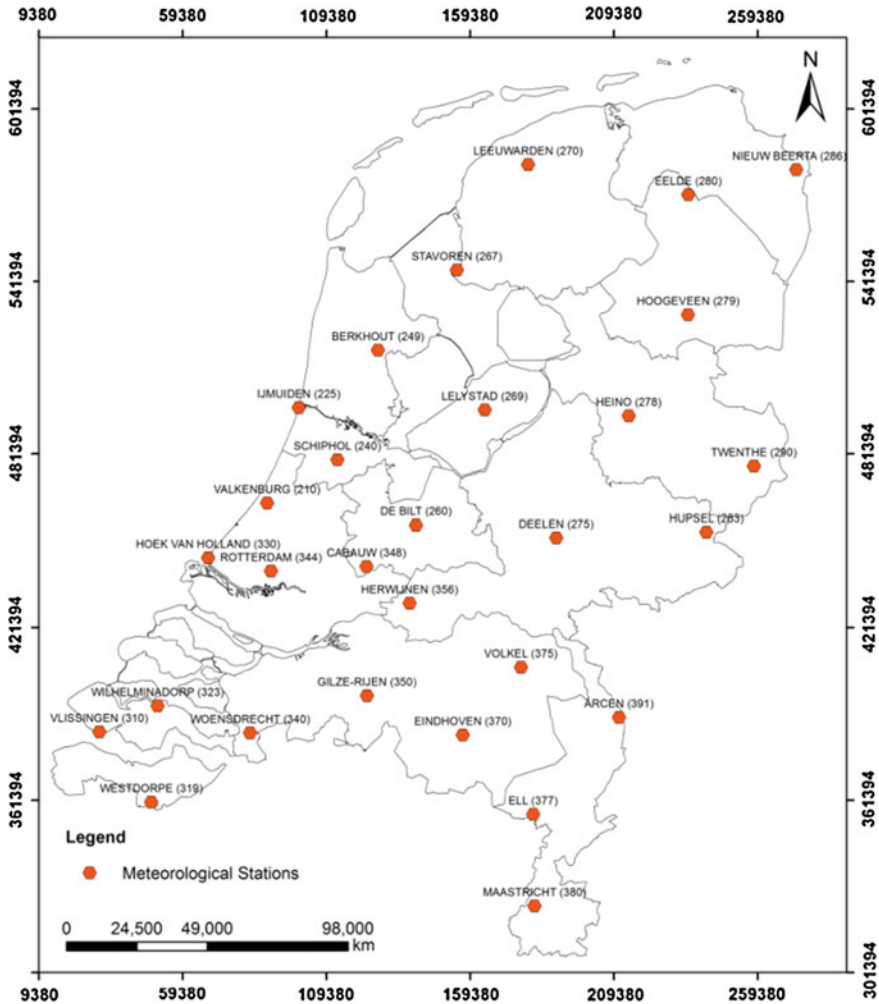 9380 59380 109380 159380 209380 259380
N
601394
601394
LEEUWARDEN (270)
NIEUW BEERTA (286)
EELDE (280)
STAVOREN (267)
541394
541394
HOOGEVEEN (279)
BERKHOUT (249)
IJMUIDEN (225)
LELYSTAD (269)
HEINO (278)
SCHIPHOL (240)
TWENTHE (290)
481394
481394
VALKENBURG (210)
DE BILT (260)
DEELEN (275)
HUPSEL (283)
HOEK VAN HOLLAND (330)
ROTTERDAM (344)
CABAUW (348)
HERWIJNEN (356)
421394
421394
VOLKEL (375)
GILZE-RIJEN (350)
WILHELMINADORP (323)
ARCEN (391)
VLISSINGEN (310)
WOENSDRECHT (340)
EINDHOVEN (370)
WESTDORPE (319)
ELL (377)
361394
361394
Legend
Meteorological Stations
MAASTRICHT (380)
0 24,500 49,000 98,000
km
301394
9380 59380 109380 159380 209380 259380